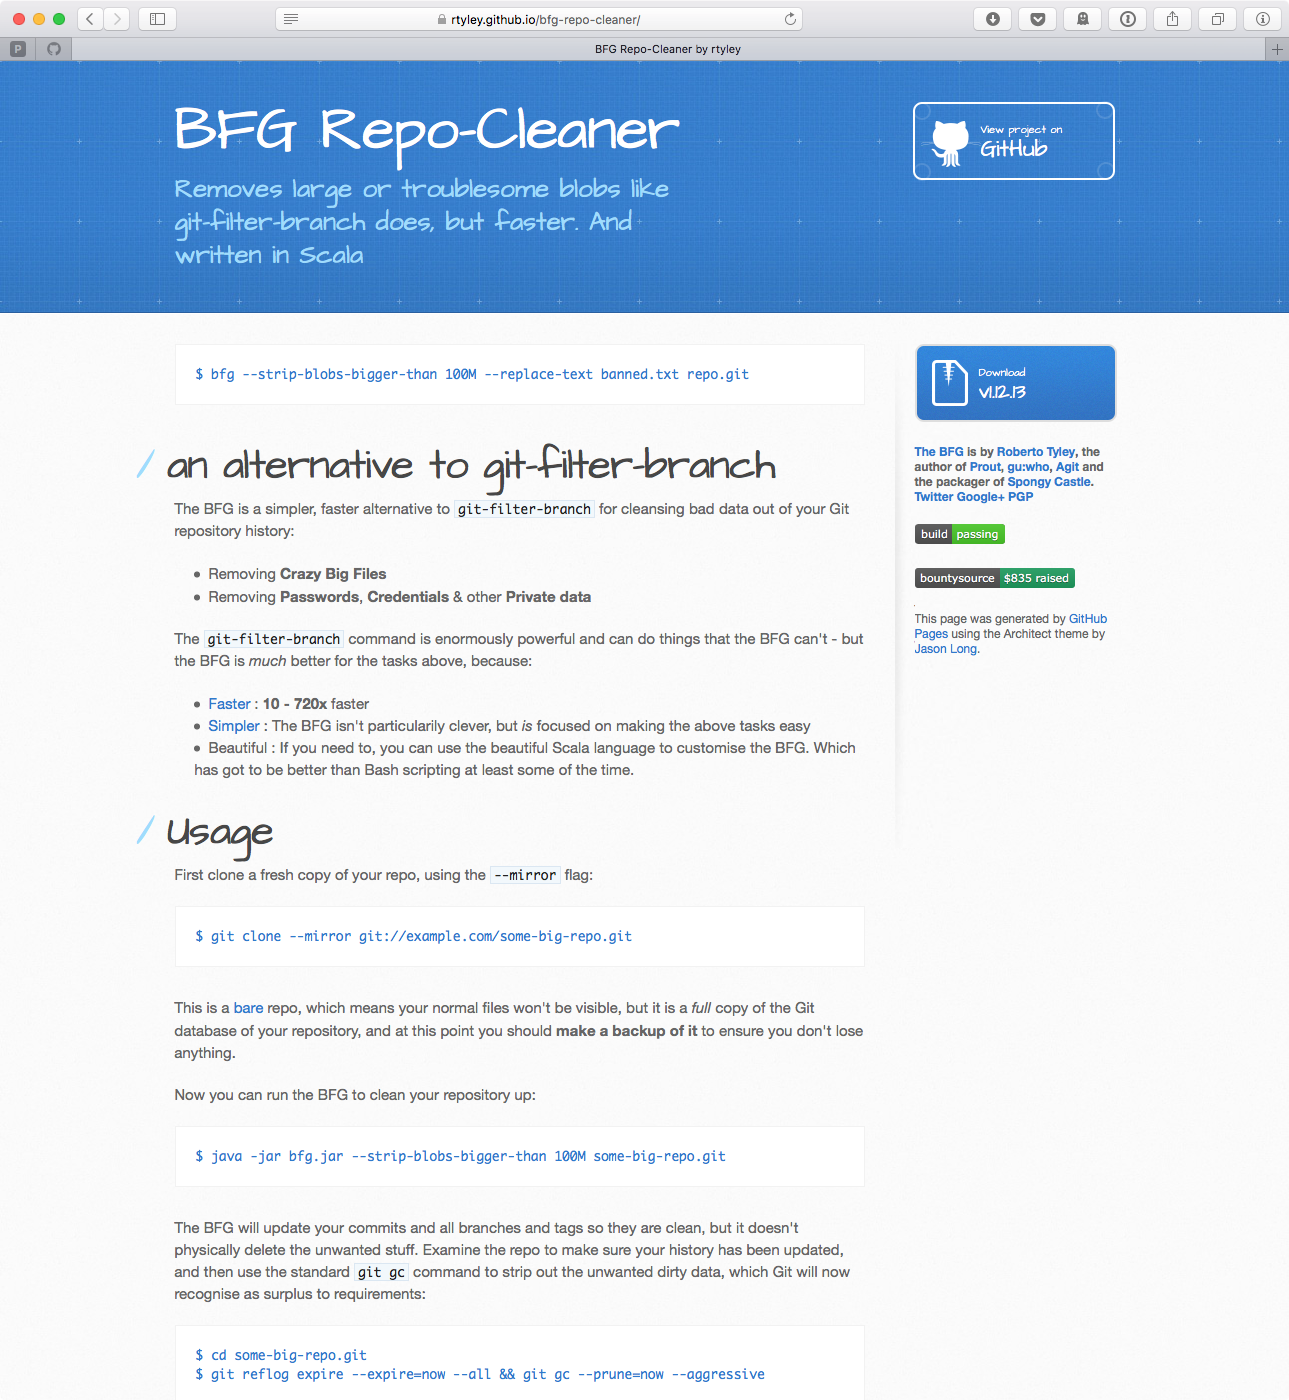 rtyley.github.io/bfg-repo-cleaner/
P
BFG Repo-Cleaner by rtyley
BFG Repo-Cleaner
Removes large or troublesome blobs like
git-filter-branch does, but faster. And
written in Scala
View project on
GitHub
$ bfg --strip-blobs-bigger-than 100M --replace-text banned.txt repo.git
an alternative to git-filter-branch
The BFG is a simpler, faster alternative to git-filter-branch for cleansing bad data out of your Git
repository history:
• Removing Crazy Big Files
• Removing Passwords, Credentials & other Private data
The git-filter-branch command is enormously powerful and can do things that the BFG can't - but
the BFG is much better for the tasks above, because:
• Faster : 10 - 720x faster
• Simpler : The BFG isn't particularily clever, but is focused on making the above tasks easy
• Beautiful : If you need to, you can use the beautiful Scala language to customise the BFG. Which
has got to be better than Bash scripting at least some of the time.
Usage
First clone a fresh copy of your repo, using the --mirror flag:
$ git clone --mirror git://example.com/some-big-repo.git
This is a bare repo, which means your normal files won't be visible, but it is a full copy of the Git
database of your repository, and at this point you should make a backup of it to ensure you don't lose
anything.
Now you can run the BFG to clean your repository up:
$ java -jar bfg.jar --strip-blobs-bigger-than 100M some-big-repo.git
The BFG will update your commits and all branches and tags so they are clean, but it doesn't
physically delete the unwanted stuff. Examine the repo to make sure your history has been updated,
and then use the standard git gc command to strip out the unwanted dirty data, which Git will now
recognise as surplus to requirements:
$ cd some-big-repo.git
$ git reflog expire --expire=now --all && git gc --prune=now --aggressive
Download
v1.12.13
The BFG is by Roberto Tyley, the
author of Prout, gu:who, Agit and
the packager of Spongy Castle.
Twitter Google+ PGP
build passing
bountysource $835 raised
This page was generated by GitHub
Pages using the Architect theme by
Jason Long.